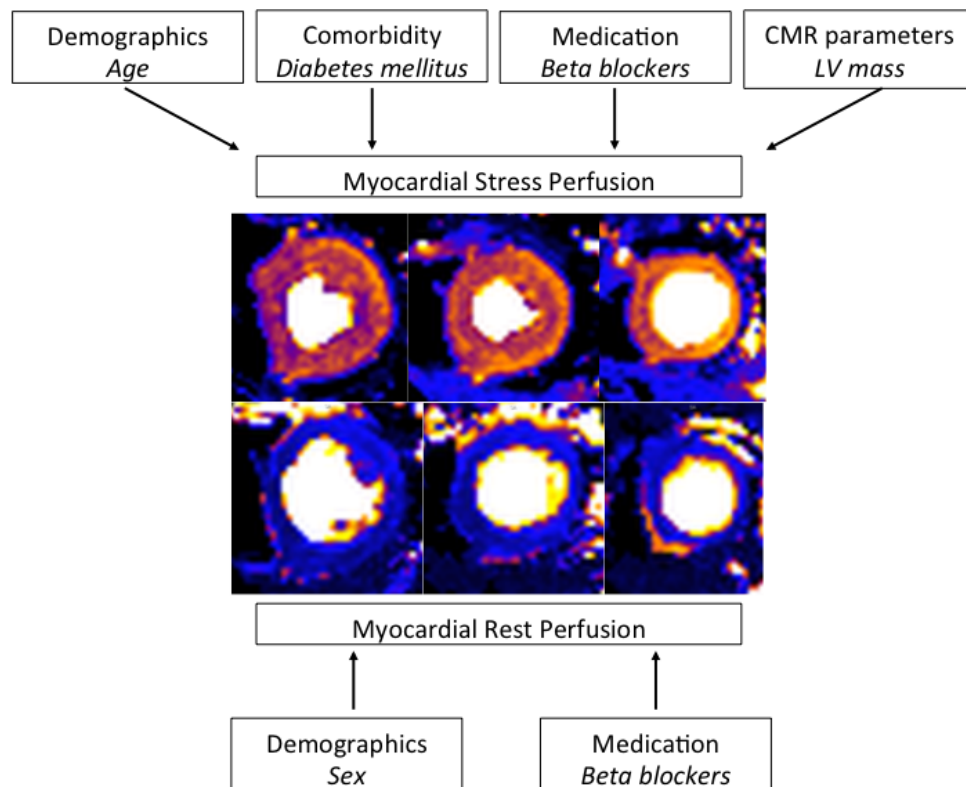 Demographics
Age
Comorbidity
Diabetes mellitus
Medication
Beta blockers
CMR parameters
LV mass
Myocardial Stress Perfusion
Myocardial Rest Perfusion
Demographics
Sex
Medication
Beta blockers